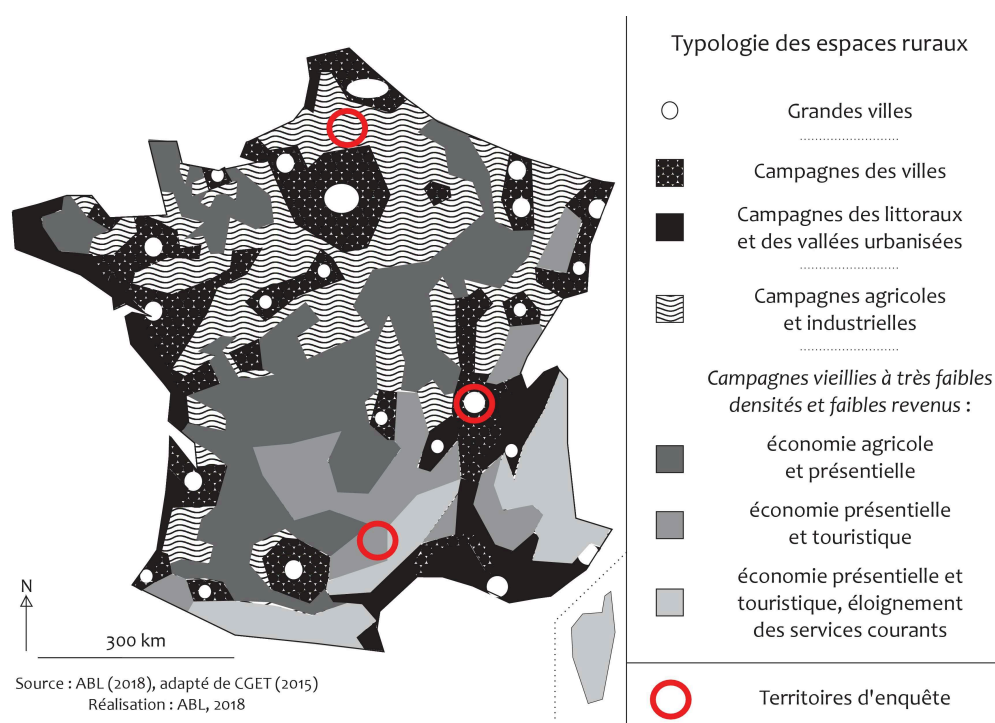 Typologie des espaces ruraux
Grandes villes
Campagnes des villes
Campagnes des littoraux
et des vallées urbanisées
Campagnes agricoles
et industrielles
Campagnes vieillies à très faibles
densités et faibles revenus :
économie agricole
et présentielle
économie présentielle
et touristique
économie présentielle et
touristique, éloignement
des services courants
Territoires d'enquête
N
300 km
Source : ABL (2018), adapté de CGET (2015)
Réalisation : ABL, 2018